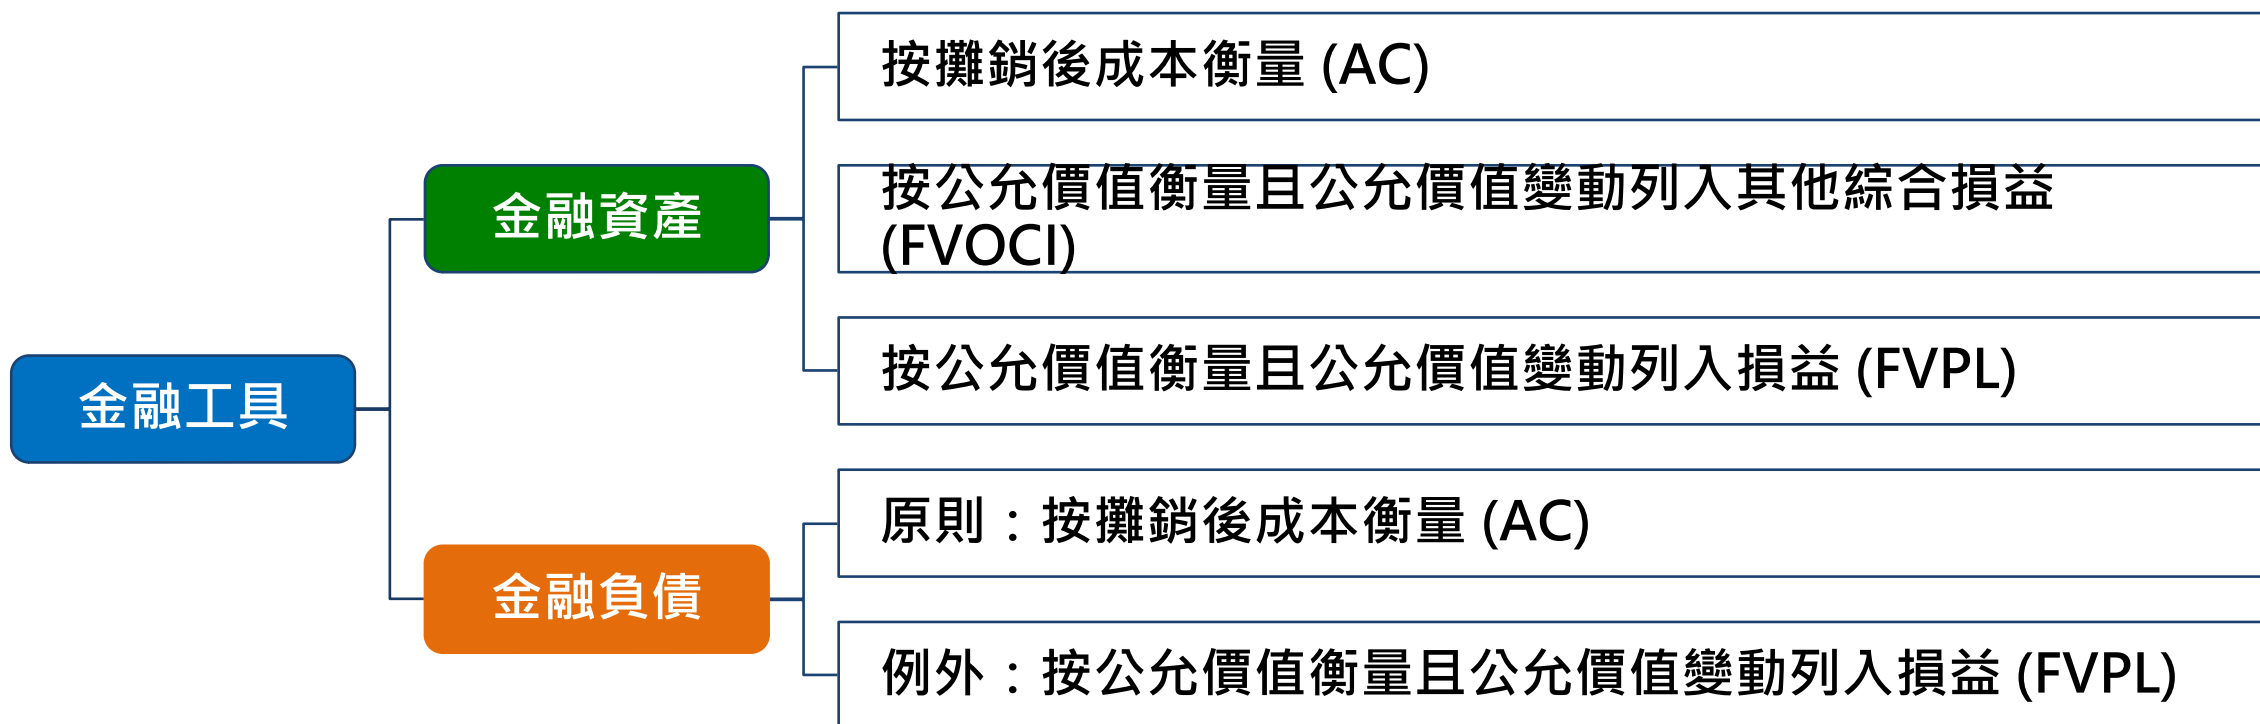 金融工具
金融資產
按攤銷後成本衡量 (AC)
按公允價值衡量且公允價值變動列入其他綜合損益
(FVOCI)
按公允價值衡量且公允價值變動列入損益 (FVPL)
金融負債
原則：按攤銷後成本衡量 (AC)
例外：按公允價值衡量且公允價值變動列入損益 (FVPL)